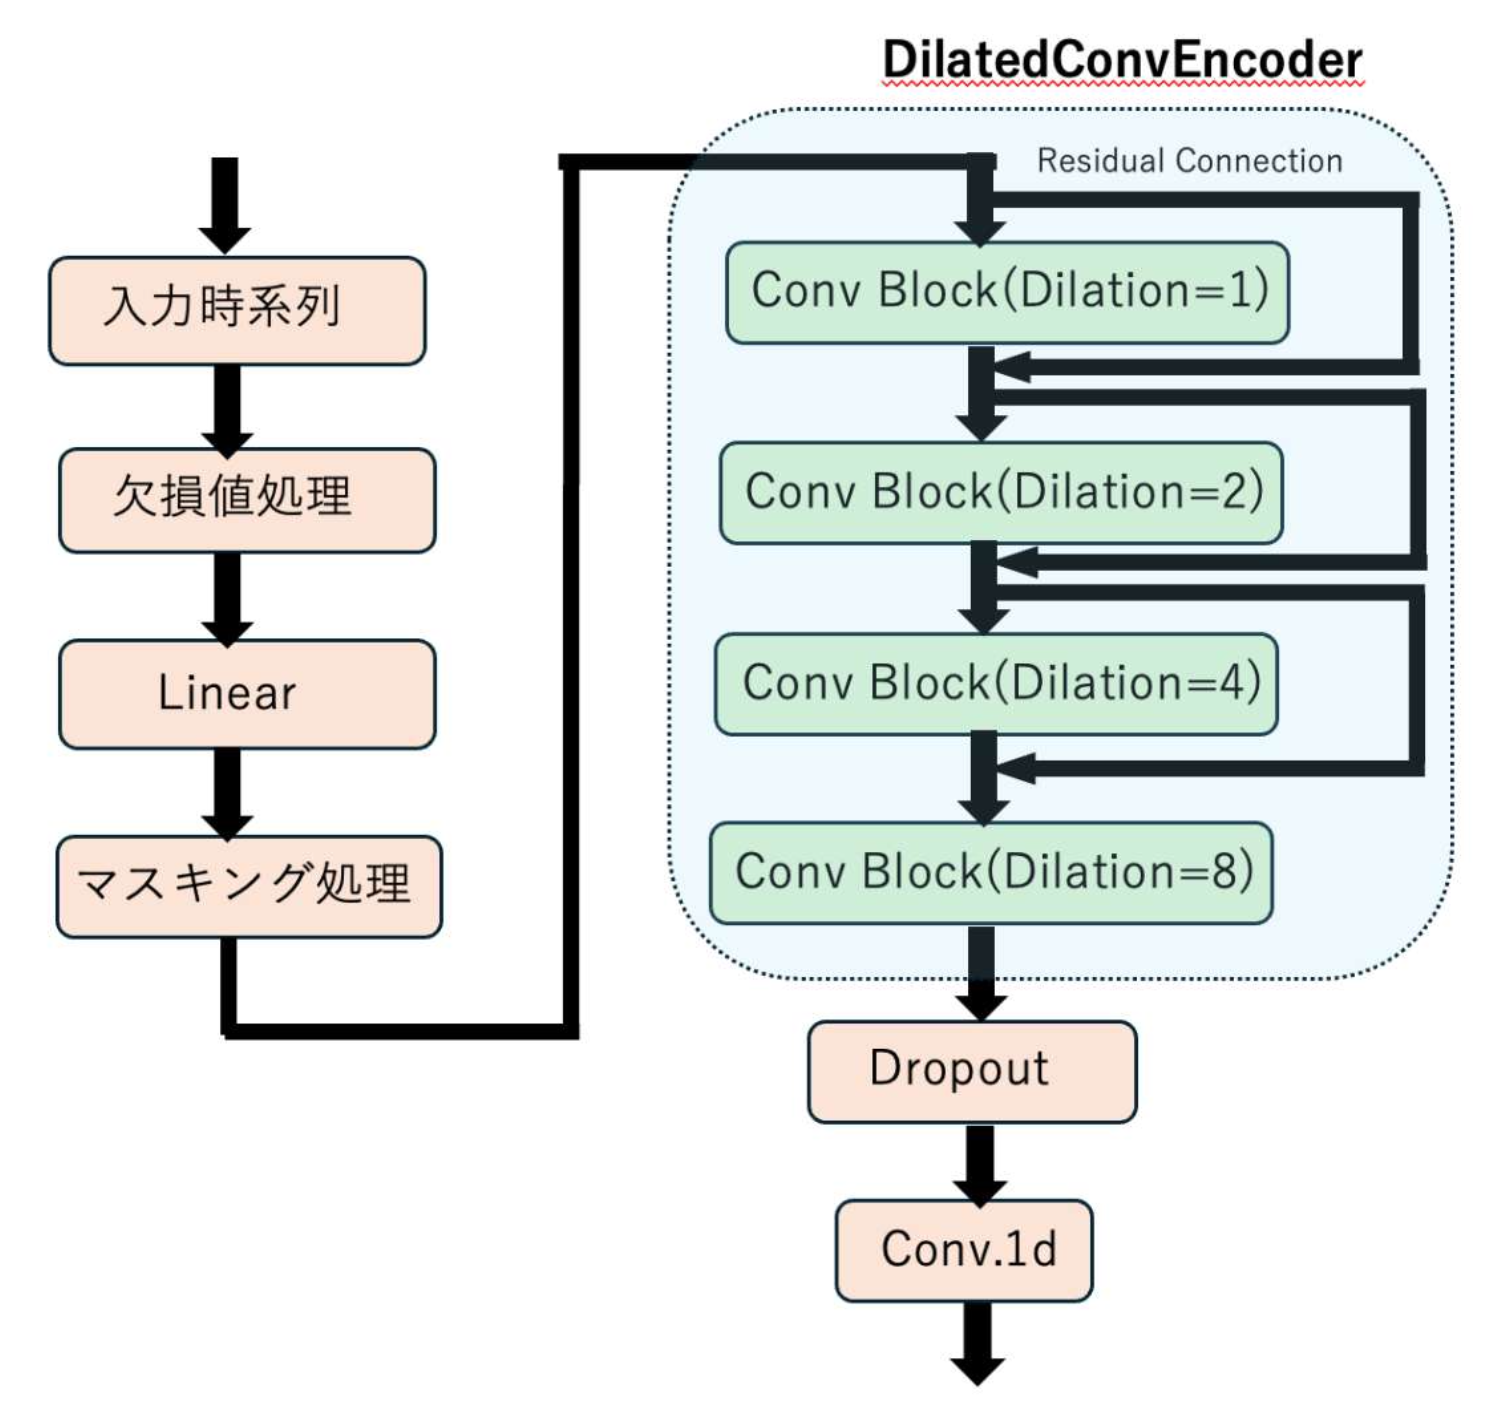 入力時系列
欠損値処理
Linear
マスキング処理
DilatedConvEncoder
Residual Connection
Conv Block(Dilation=1)
Conv Block(Dilation=2)
Conv Block(Dilation=4)
Conv Block(Dilation=8)
Dropout
Conv.1d